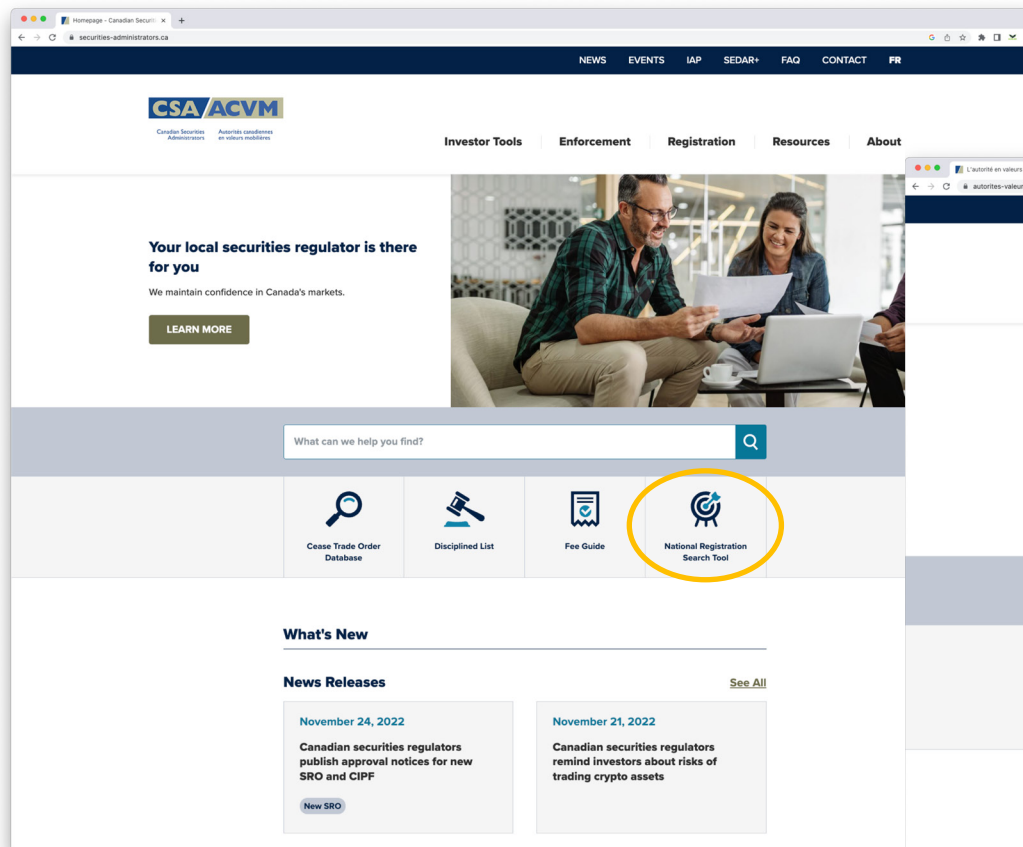 Homepage - Canadian Securiti
securities-administrators.ca
NEWS EVENTS IAP SEDAR+ FAQ CONTACT FR
CSA ACVM
Canadian Securities Administrators
Autorités canadiennes en valeurs mobilières
Investor Tools Enforcement Registration Resources About
L'autorité en valeurs
autorites-valeur
Your local securities regulator is there
for you
We maintain confidence in Canada's markets.
LEARN MORE
What can we help you find?
Cease Trade Order
Database
Disciplined List
Fee Guide
National Registration
Search Tool
What's New
News Releases
See All
November 24, 2022
Canadian securities regulators
publish approval notices for new
SRO and CIPF
New SRO
November 21, 2022
Canadian securities regulators
remind investors about risks of
trading crypto assets